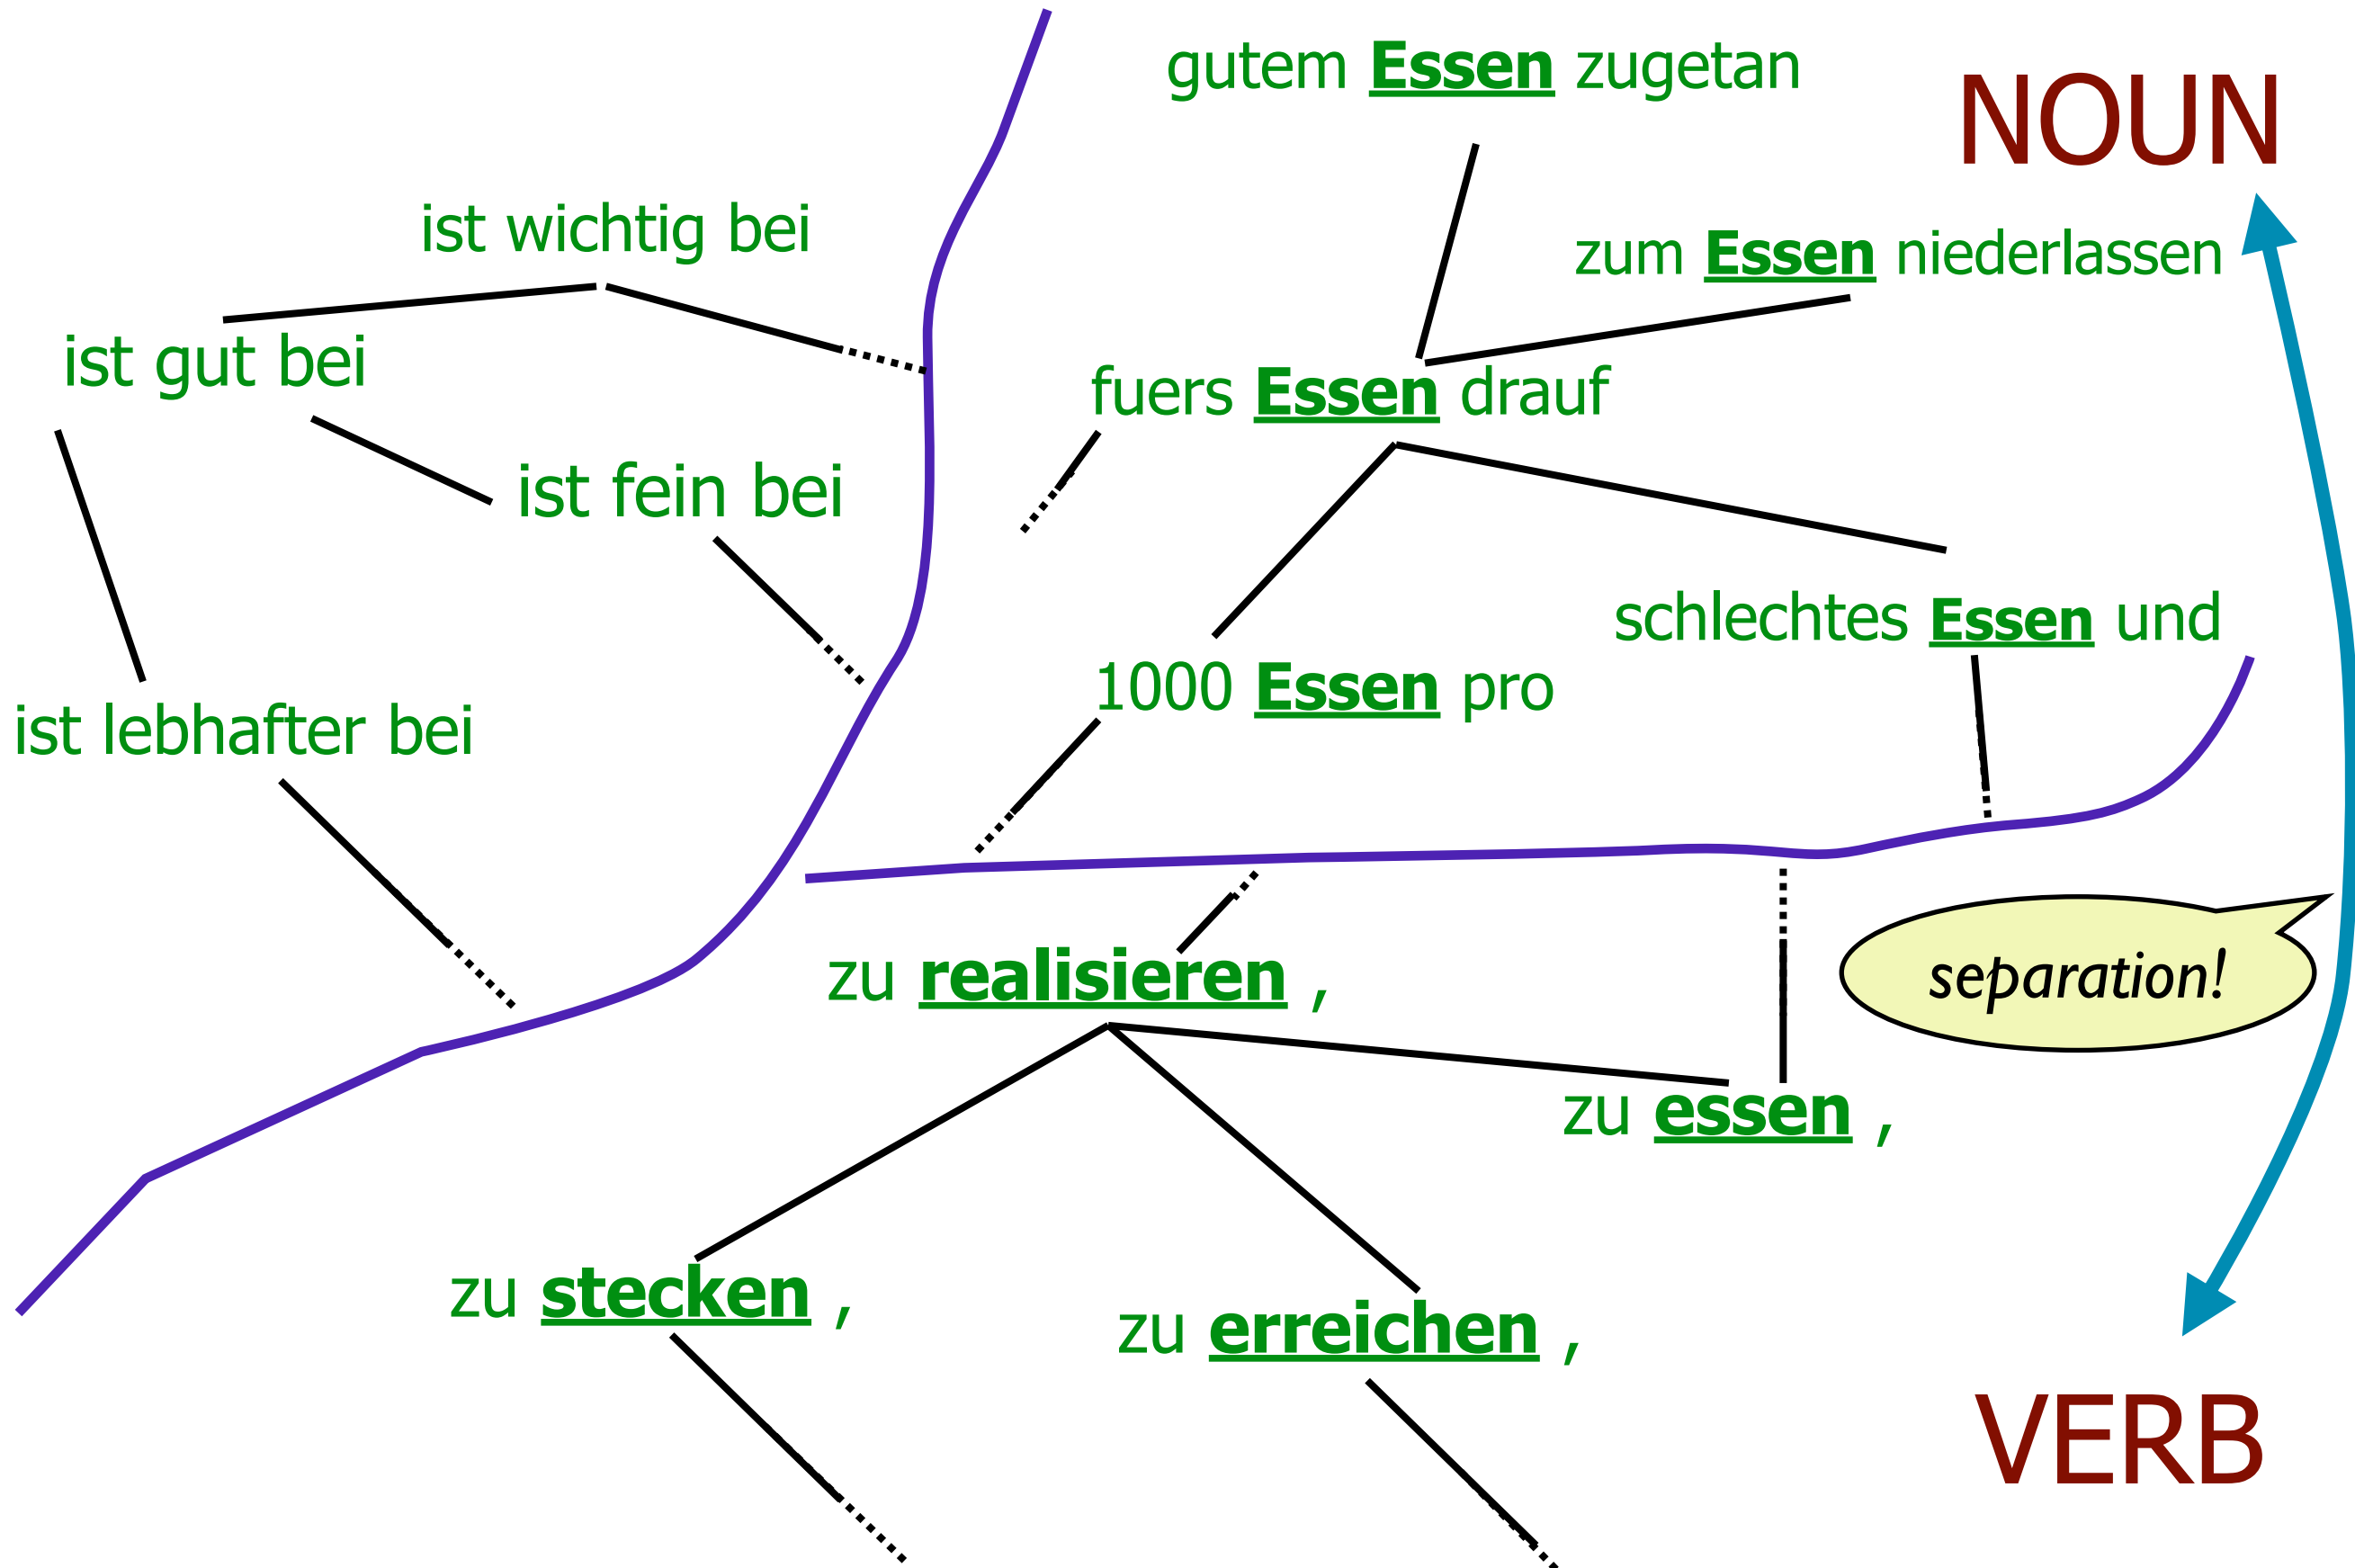 gutem Essen zugetan
NOUN
ist wichtig bei
zum Essen niederlassen
ist gut bei
fuers Essen drauf
ist fein bei
schlechtes Essen und
1000 Essen pro
ist lebhafter bei
zu realisieren ,
separation!
zu essen ,
zu stecken ,
zu erreichen ,
VERB